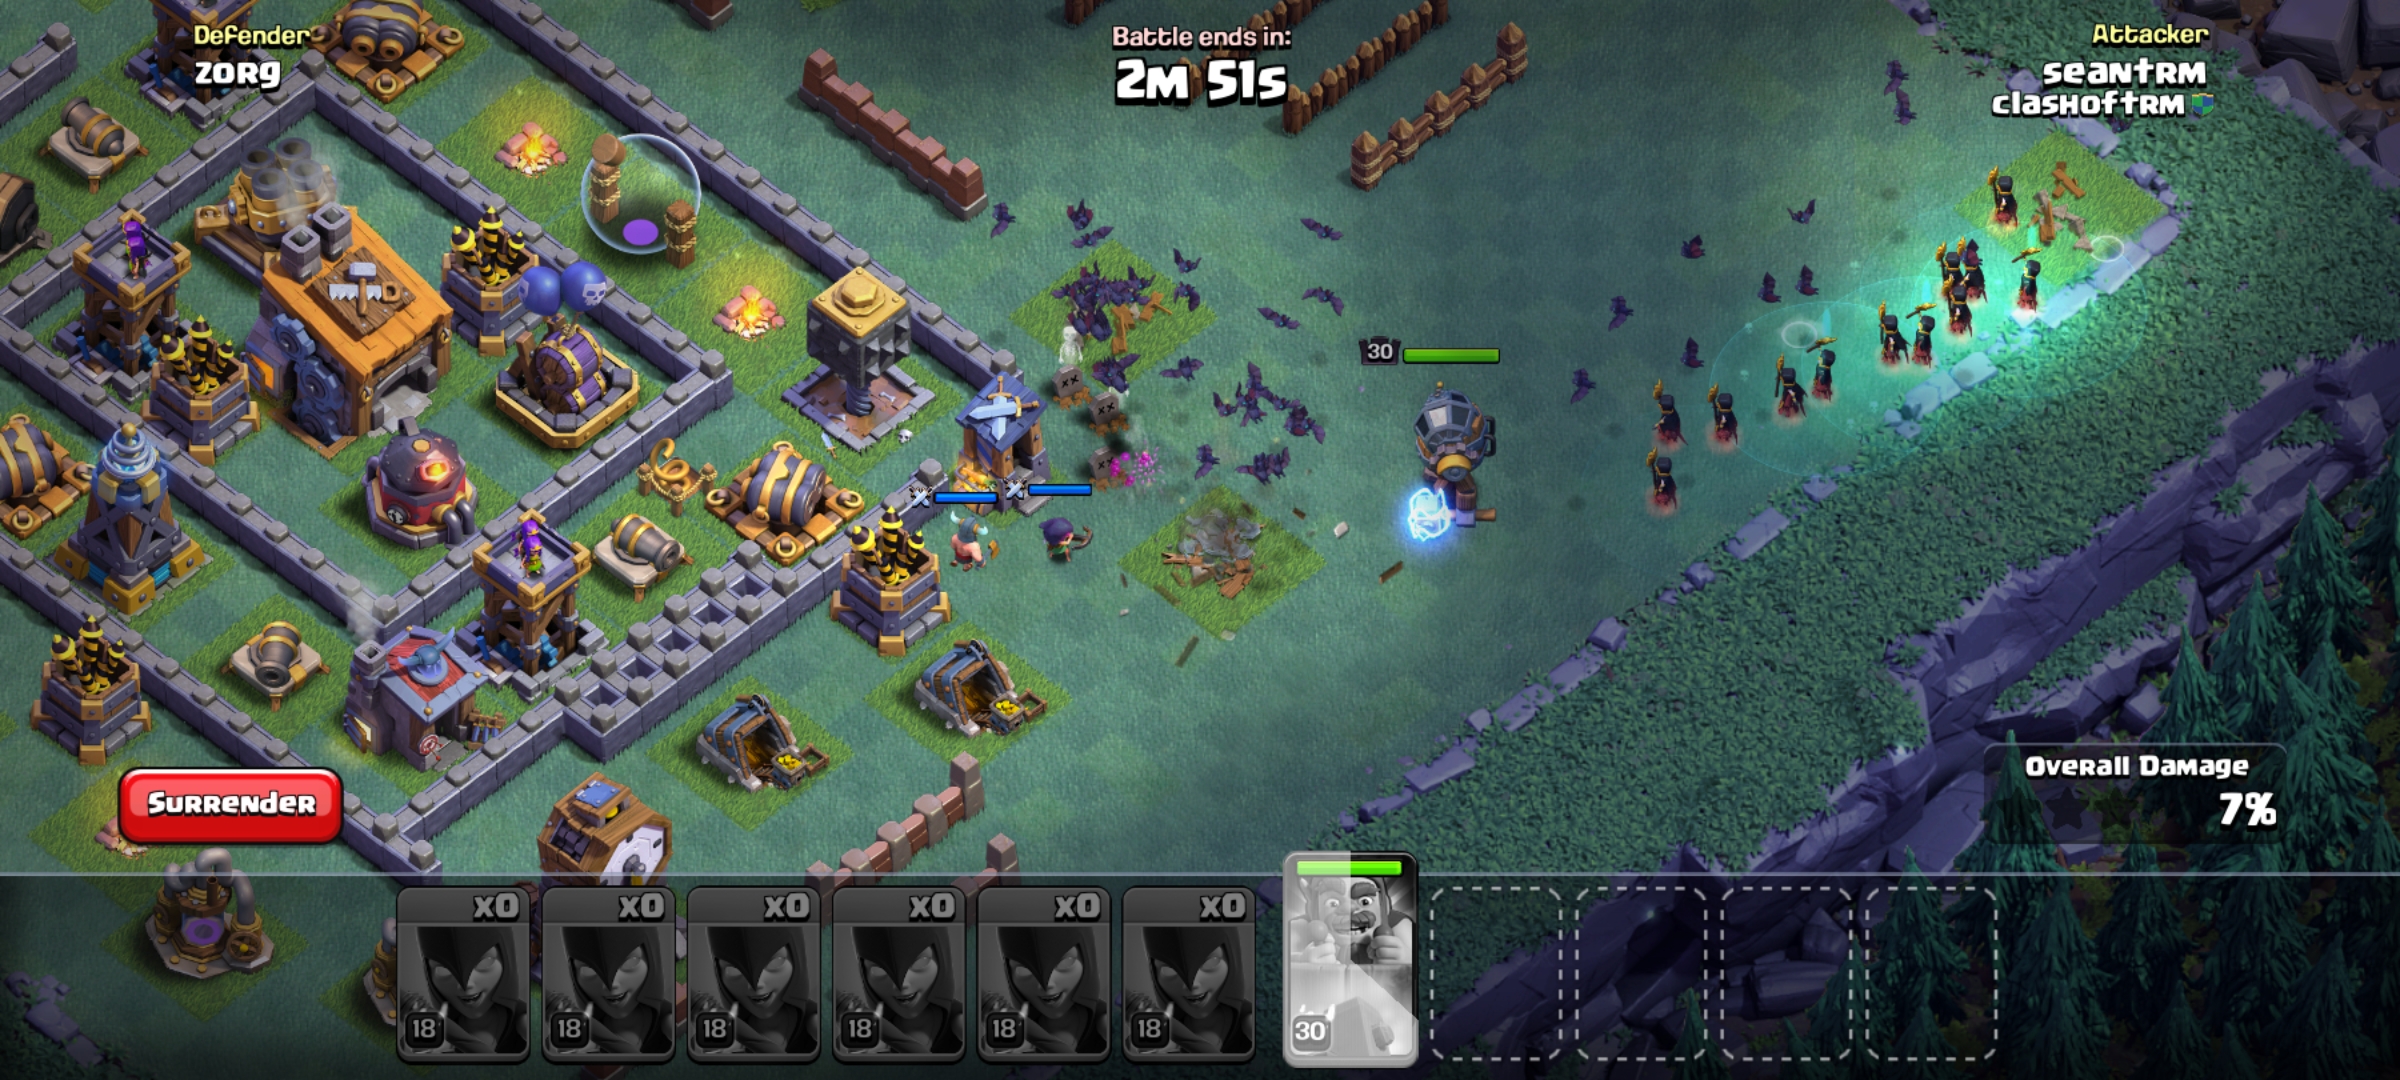 Defender
zorg
Battle ends in:
2m 51s
Attacker
seantrm
clashoftrm
30
Surrender
Overall Damage
7%
x0
x0
x0
x0
x0
x0
18
18
18
18
18
18
30